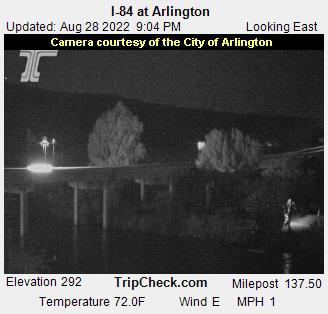 I-84 at Arlington
Updated: Aug 28 2022 9:04 PM Looking East
Camera courtesy of the City of Arlington
Elevation 292 TripCheck.com Milepost 137.50
Temperature 72.0F Wind E MPH 1